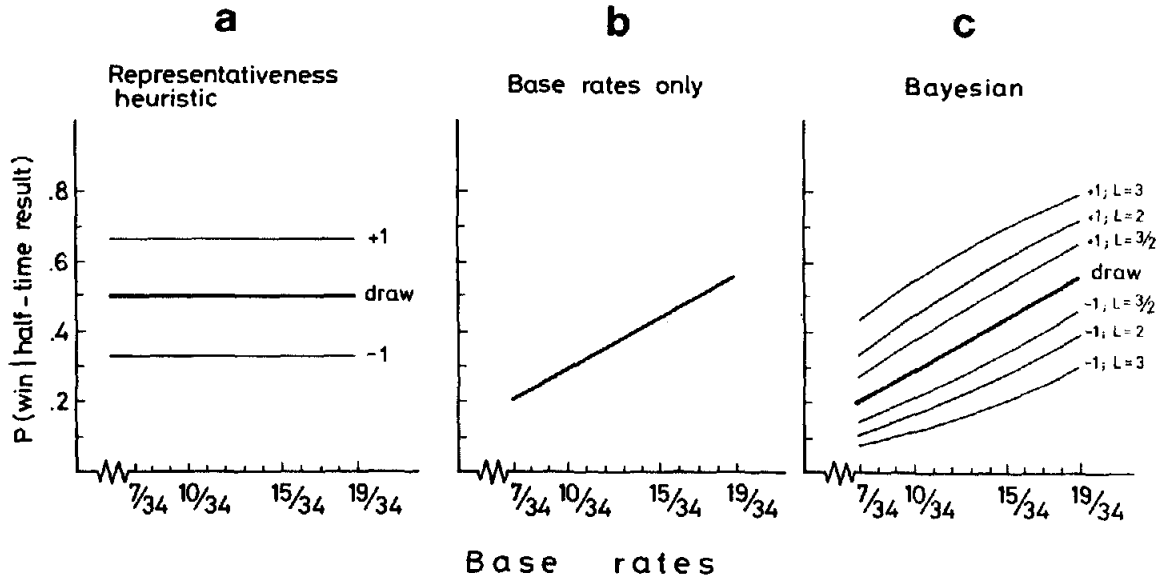 a
b
c
Representativeness
heuristic
Base rates only
Bayesian
P(win | half-time result)
.8
.6
.4
.2
+1
draw
-1
7/34
10/34
15/34
19/34
7/34
10/34
15/34
19/34
+1; L=3
+1; L=2
+1; L=3/2
draw
-1; L=3/2
-1; L=2
-1; L=3
7/34
10/34
15/34
19/34
Base rates